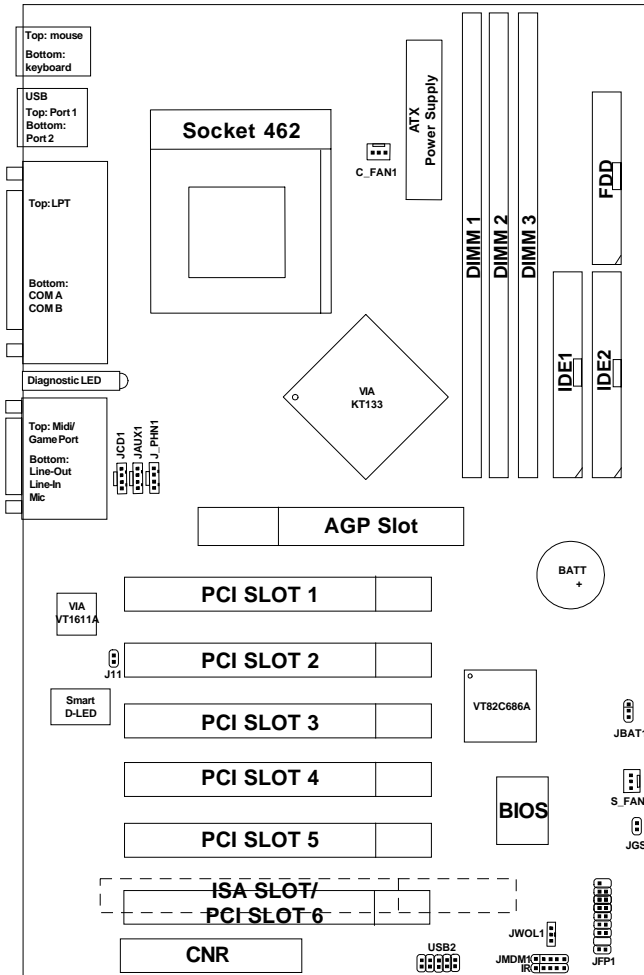 Top: mouse
Bottom:
keyboard
USB
Top: Port 1
Bottom:
Port 2
Socket 462
C_FAN1
ATX
Power Supply
DIMM 1
DIMM 2
DIMM 3
FDD
IDE1
IDE2
Top: LPT
Bottom:
COM A
COM B
Diagnostic LED
VIA
KT133
Top: Midi/
Game Port
Bottom:
Line-Out
Line-In
Mic
JCD1
JAUX1
J_PHN1
AGP Slot
BATT
+
PCI SLOT 1
VIA
VT1611A
PCI SLOT 2
J11
Smart
D-LED
PCI SLOT 3
VT82C686A
JBAT1
PCI SLOT 4
S_FAN
BIOS
PCI SLOT 5
JGS
ISA SLOT/
PCI SLOT 6
CNR
USB2
JWOL1
JMDM1
IR
JFP1